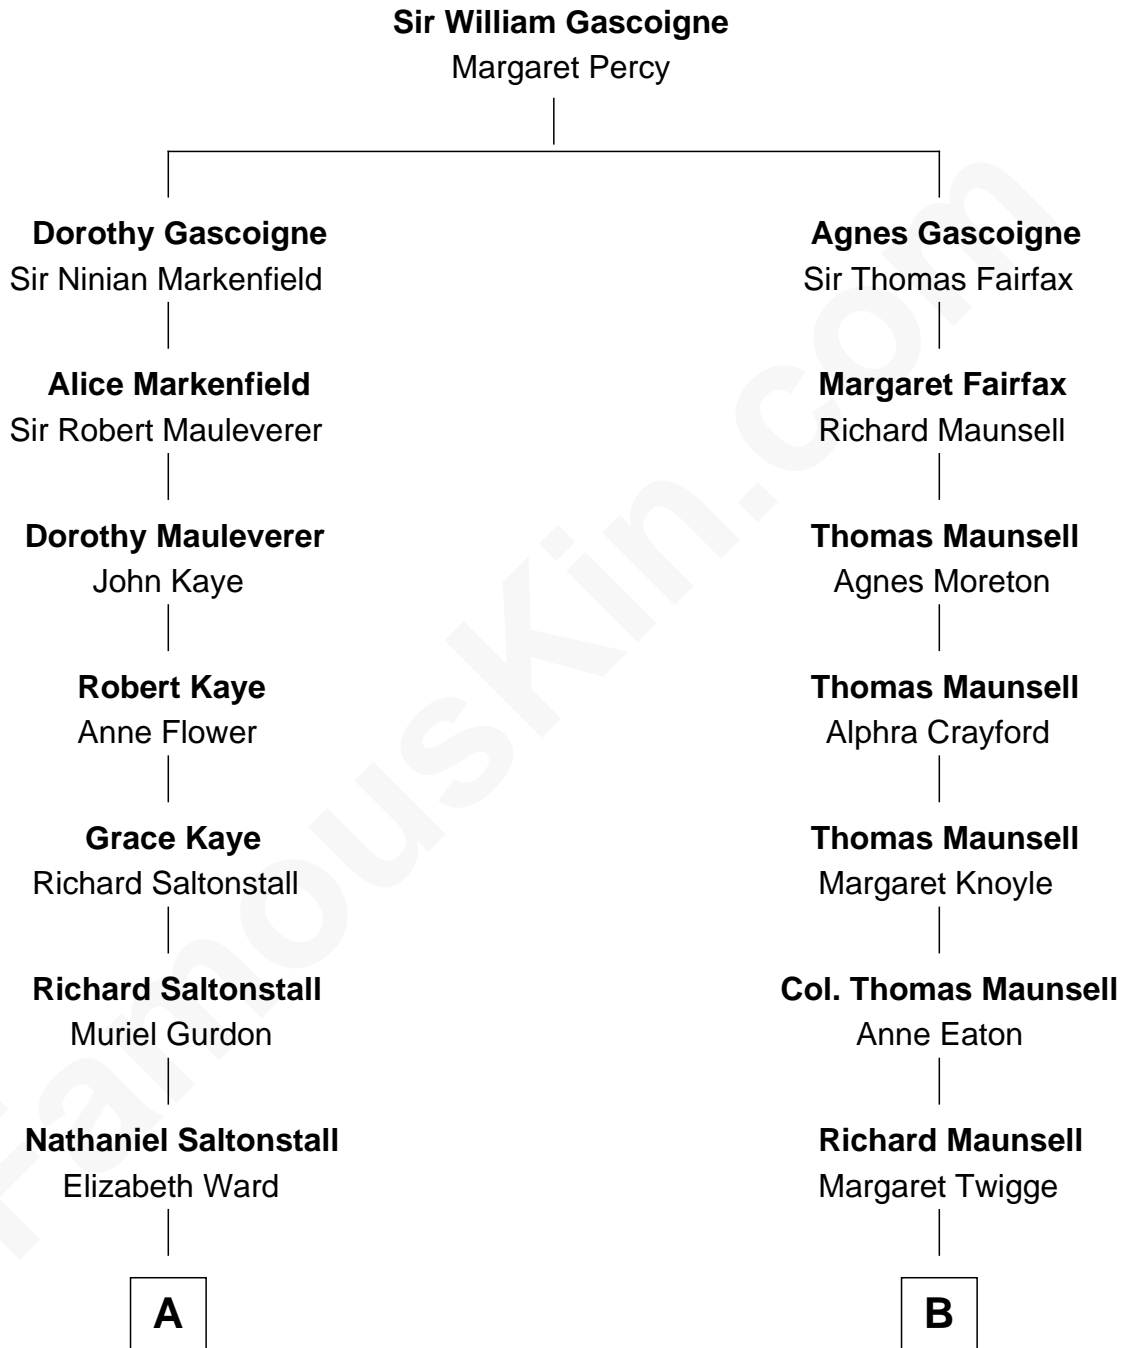 Sir William Gascoigne
Margaret Percy
Dorothy Gascoigne
Sir Ninian Markenfield
Agnes Gascoigne
Sir Thomas Fairfax
Alice Markenfield
Sir Robert Mauleverer
Margaret Fairfax
Richard Maunsell
Dorothy Mauleverer
John Kaye
Thomas Maunsell
Agnes Moreton
Robert Kaye
Anne Flower
Thomas Maunsell
Alphra Crayford
Grace Kaye
Richard Saltonstall
Thomas Maunsell
Margaret Knoyle
Richard Saltonstall
Muriel Gurdon
Col. Thomas Maunsell
Anne Eaton
Nathaniel Saltonstall
Elizabeth Ward
Richard Maunsell
Margaret Twigge
A
B
FamousKin.com